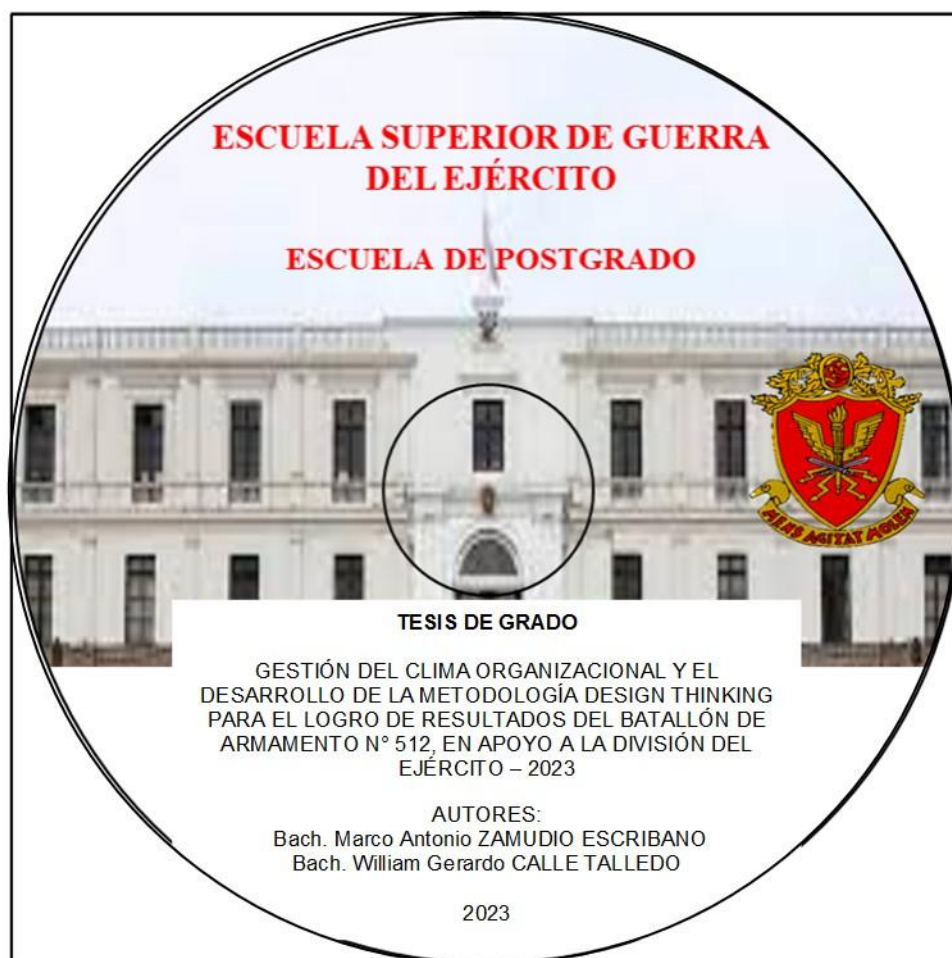 ESCUELA SUPERIOR DE GUERRA
DEL EJÉRCITO
ESCUELA DE POSTGRADO
MENS AGITAT MOLEM
TESIS DE GRADO
GESTIÓN DEL CLIMA ORGANIZACIONAL Y EL
DESARROLLO DE LA METODOLOGÍA DESIGN THINKING
PARA EL LOGRO DE RESULTADOS DEL BATALLÓN DE
ARMAMENTO N° 512, EN APOYO A LA DIVISIÓN DEL
EJÉRCITO – 2023
AUTORES:
Bach. Marco Antonio ZAMUDIO ESCRIBANO
Bach. William Gerardo CALLE TALLEDO
2023